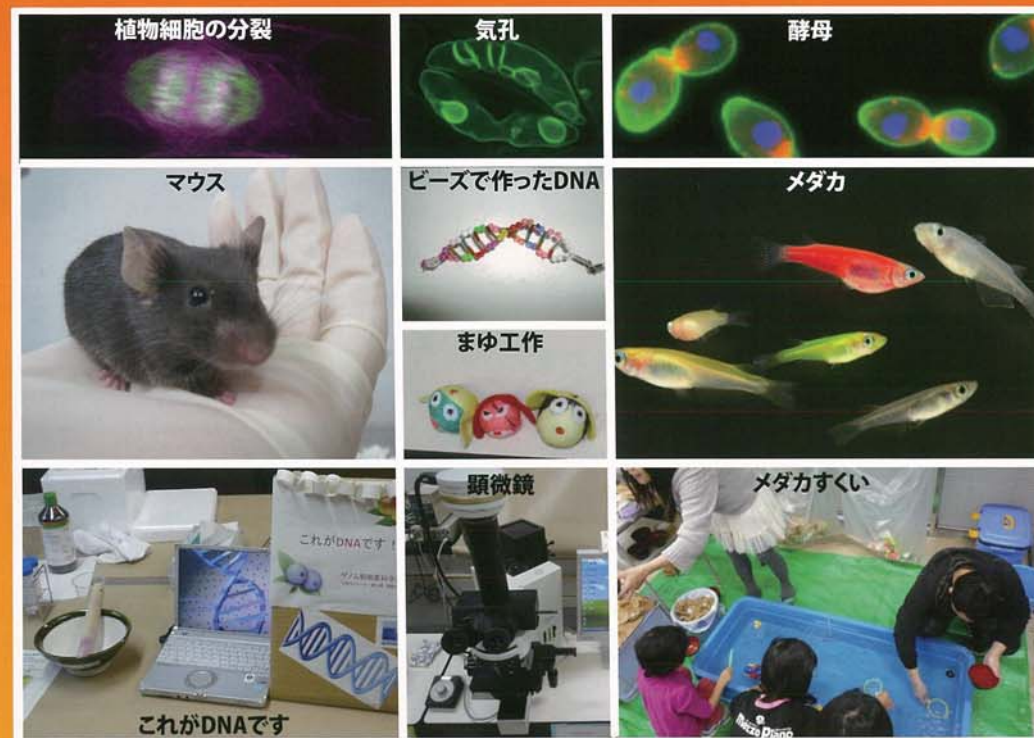 植物細胞の分裂
気孔
酵母
マウス
ビーズで作ったDNA
メダカ
まゆ工作
これがDNAです！
これがDNAです
顕微鏡
メダカすくい